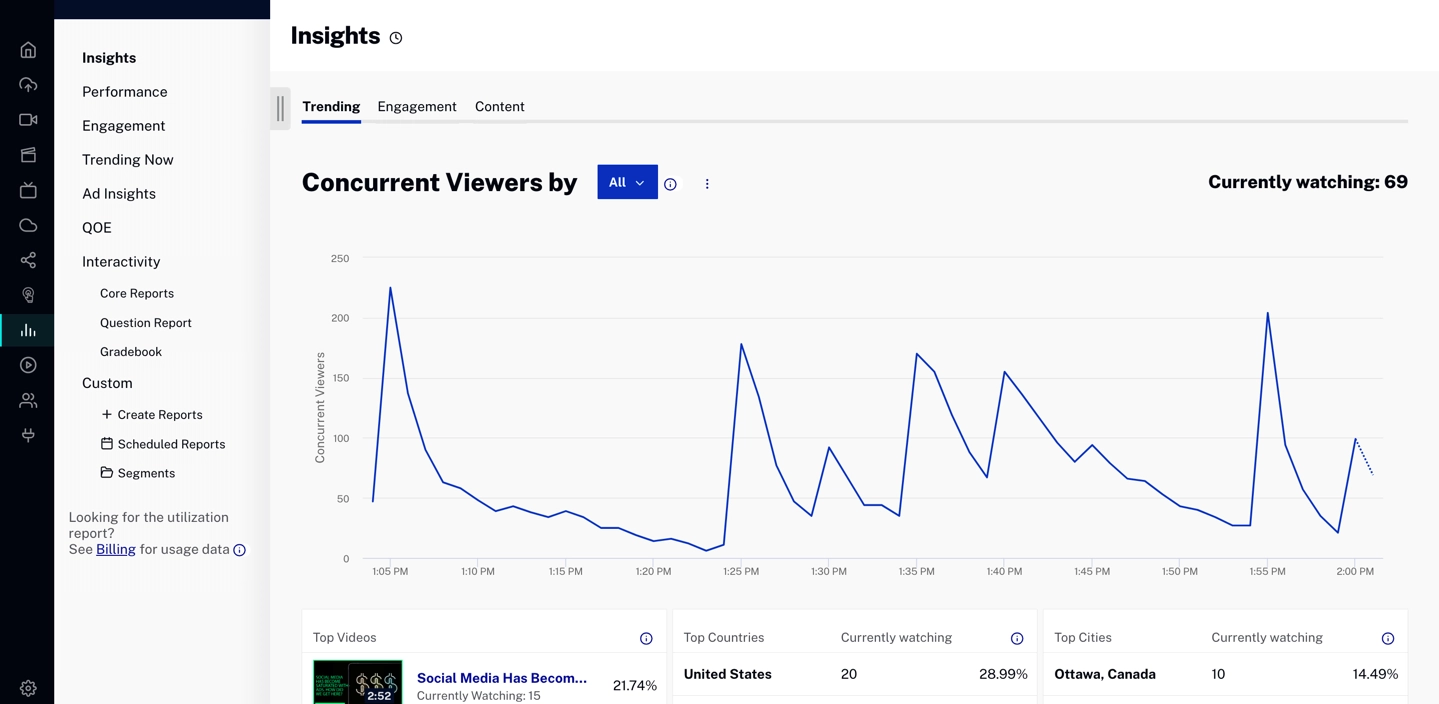 Insights
Performance
Engagement
Trending Now
Ad Insights
QOE
Interactivity
Core Reports
Question Report
Gradebook
Custom
Create Reports
Scheduled Reports
Segments
Looking for the utilization
report?
See Billing for usage data
Insights
Trending Engagement Content
Concurrent Viewers by All
Currently watching: 69
Concurrent Viewers
250
200
150
100
50
0
1:05 PM 1:10 PM 1:15 PM 1:20 PM 1:25 PM 1:30 PM 1:35 PM 1:40 PM 1:45 PM 1:50 PM 1:55 PM 2:00 PM
Top Videos
2:52
Social Media Has Becom... 21.74%
Currently Watching: 15
Top Countries Currently watching
United States 20 28.99%
Top Cities Currently watching
Ottawa, Canada 10 14.49%